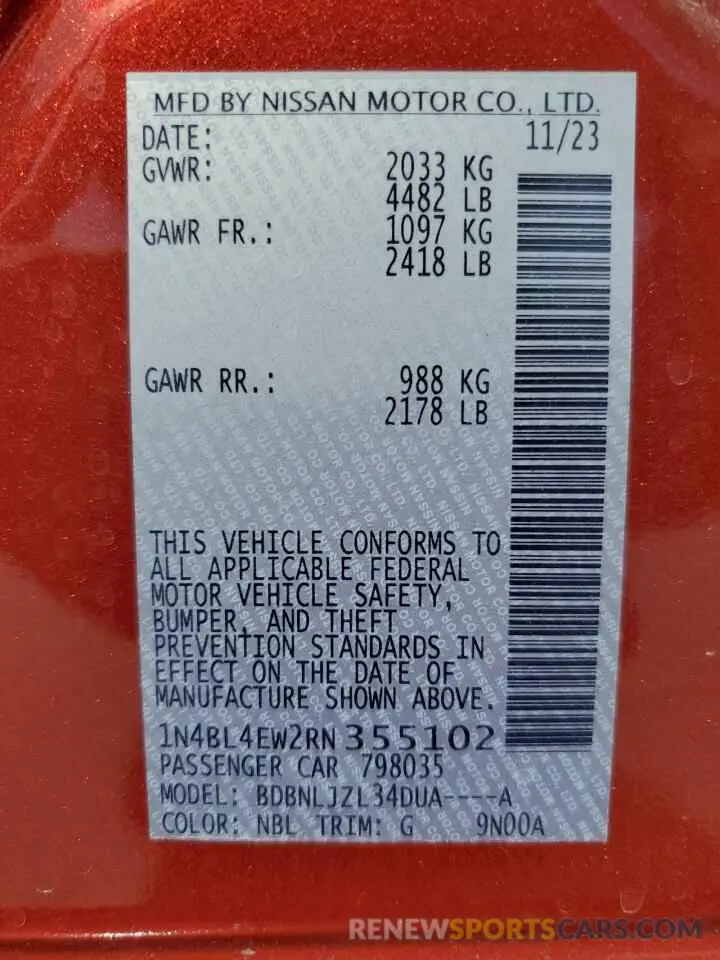 MFD BY NISSAN MOTOR CO., LTD.
DATE: 11/23
GVWR: 2033 KG
4482 LB
GAWR FR.: 1097 KG
2418 LB
GAWR RR.: 988 KG
2178 LB
THIS VEHICLE CONFORMS TO
ALL APPLICABLE FEDERAL
MOTOR VEHICLE SAFETY,
BUMPER, AND THEFT
PREVENTION STANDARDS IN
EFFECT ON THE DATE OF
MANUFACTURE SHOWN ABOVE.
1N4BL4EW2RN355102
PASSENGER CAR 798035
MODEL: BDBNLJZL34DUA----A
COLOR: NBL TRIM: G 9N00A
RENEWSPORTSCARS.COM